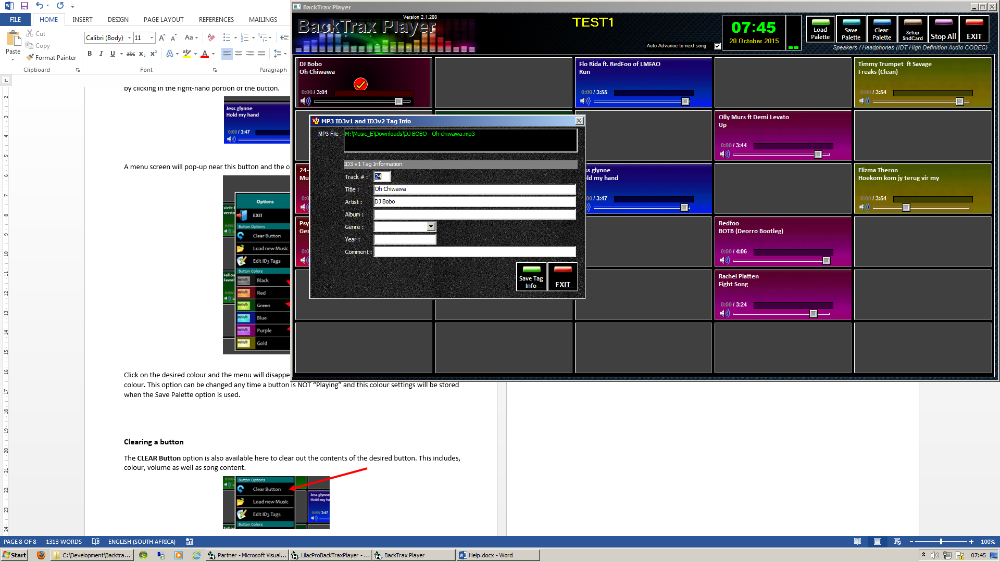 FILE
HOME
INSERT
DESIGN
PAGE LAYOUT
REFERENCES
MAILINGS
Paste
Cut
Copy
Format Painter
Clipboard
Calibri (Body)
11
Aa
B I U abc x₂ x²
A
Font
Paragraph
by clicking in the right-hand portion of the button.
Jess glynne
Hold my hand
0:00 / 3:47
A menu screen will pop-up near this button and the
Options
EXIT
Button Options
Clear Button
Load new Music
Edit ID3 Tags
Button Colors
Black
Red
Green
Blue
Purple
Gold
Click on the desired colour and the menu will
colour. This option can be changed any time a button is NOT “Playing” and this colour settings will be stored
when the Save Palette option is used.
Clearing a button
The CLEAR Button option is also available here to clear out the contents of the desired button. This includes,
colour, volume as well as song content.
Button Options
Clear Button
Load new Music
Edit ID3 Tags
Button Colors
Jess glynne
Hold my
0:00 / 3:47
BackTrax Player
Version 2.1.288
BackTrax Player
TEST1
Auto Advance to next song
07:45
20 October 2015
Load Palette
Save Palette
Clear Palette
Setup SndCard
Stop All
EXIT
Speakers / Headphones (IDT High Definition Audio CODEC)
DJ Bobo
Oh Chiwawa
0:00 / 3:01
Flo Rida ft. RedFoo of LMFAO
Run
0:00 / 3:55
Timmy Trumpet  ft Savage
Freaks (Clean)
0:00 / 3:54
Olly Murs ft Demi Levato
Up
0:00 / 3:44
24-
Mu
ss glynne
old my hand
0:00 / 3:47
Elizma Theron
Hoekom kom jy terug vir my
0:00 / 3:54
Psy
Ger
Redfoo
BOTB (Deorro Bootleg)
0:00 / 4:06
Rachel Platten
Fight Song
0:00 / 3:24
MP3 ID3v1 and ID3v2 Tag Info
MP3 File : M:\Music_E\Downloads\DJ BOBO - Oh chiwawa.mp3
ID3 v1 Tag Information
Track # : 24
Title : Oh Chiwawa
Artist : DJ Bobo
Album :
Genre :
Year :
Comment :
Save Tag Info
EXIT
PAGE 8 OF 8
1313 WORDS
ENGLISH (SOUTH AFRICA)
100%
Start
C:\Development\Backtra...
Partner - Microsoft Visual...
LilacProBackTraxPlayer - ...
BackTrax Player
Help.docx - Word
07:45